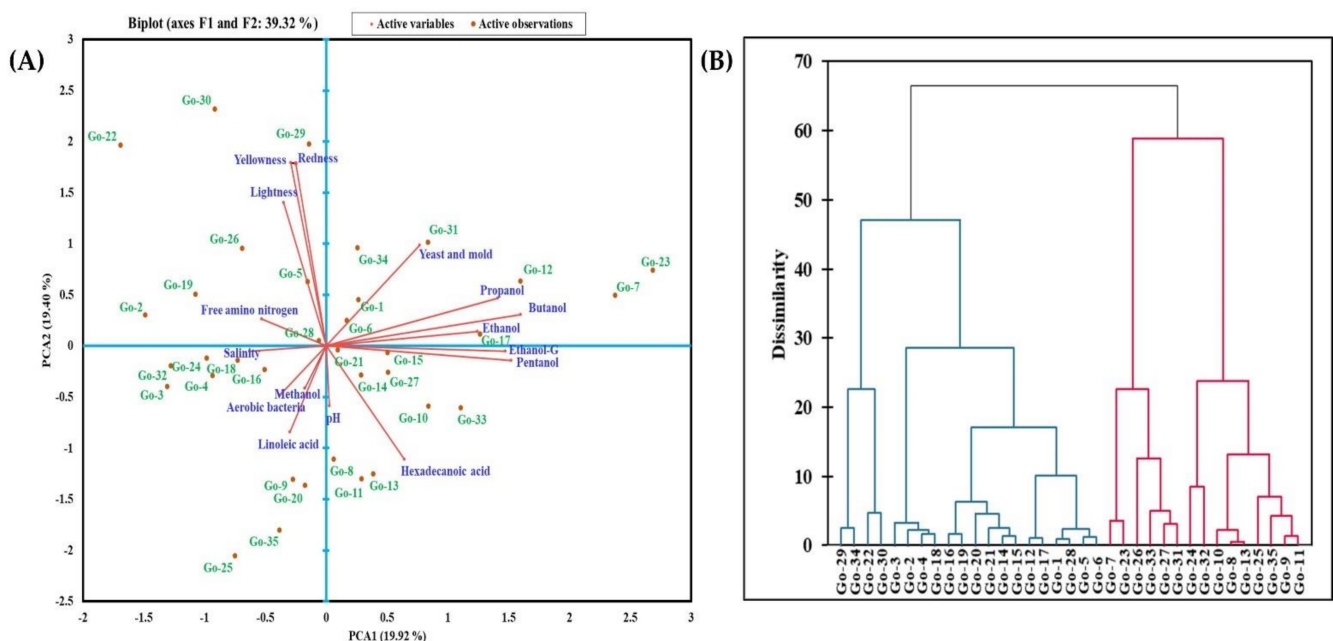 Biplot (axes F1 and F2: 39.32 %)
Active variables
Active observations
(A)
3
2.5
2
1.5
1
0.5
0
-0.5
-1
-1.5
-2
-2.5
PCA2 (19.40 %)
-2
-1.5
-1
-0.5
0
0.5
1
1.5
2
2.5
3
PCA1 (19.92 %)
Go-30
Go-22
Go-29
Yellowness
Redness
Lightness
Go-26
Go-31
Go-34
Yeast and mold
Go-5
Go-12
Go-23
Go-7
Go-19
Go-2
Free amino nitrogen
Go-1
Propanol
Butanol
Go-6
Ethanol
Go-28
Go-17
Salinity
Ethanol-G
Go-21
Go-15
Pentanol
Go-24
Go-18
Go-32
Go-16
Go-14
Go-27
Go-3
Go-4
Methanol
Aerobic bacteria
pH
Go-10
Go-33
Linoleic acid
Go-8
Hexadecanoic acid
Go-9
Go-13
Go-20
Go-11
Go-35
Go-25
(B)
70
60
50
40
30
20
10
0
Dissimilarity
Go-29
Go-34
Go-22
Go-30
Go-3
Go-2
Go-4
Go-18
Go-16
Go-19
Go-20
Go-21
Go-14
Go-15
Go-12
Go-17
Go-1
Go-28
Go-5
Go-6
Go-7
Go-23
Go-26
Go-33
Go-27
Go-31
Go-24
Go-32
Go-10
Go-8
Go-13
Go-25
Go-35
Go-9
Go-11